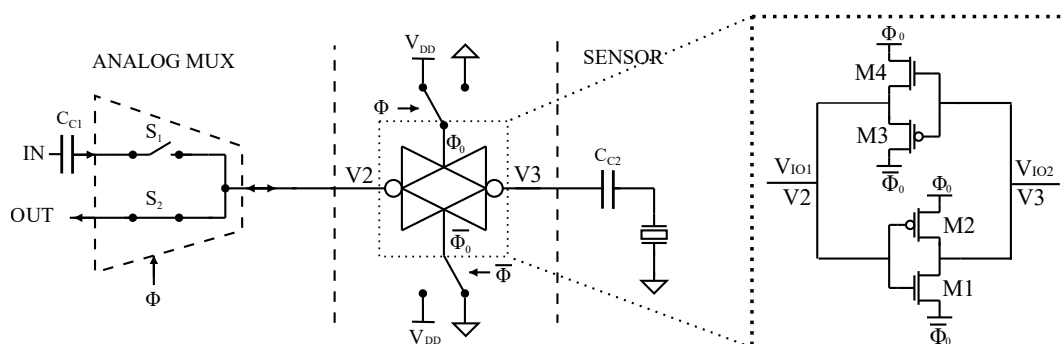 ANALOG MUX
V_DD
SENSOR
Φ
C_C1
S_1
IN
Φ_0
C_C2
V2
V3
OUT
S_2
Φ̅_0
Φ̅
Φ
V_DD
Φ_0
M4
M3
Φ̅_0
V_IO1
V2
V_IO2
V3
Φ_0
M2
M1
Φ̅_0